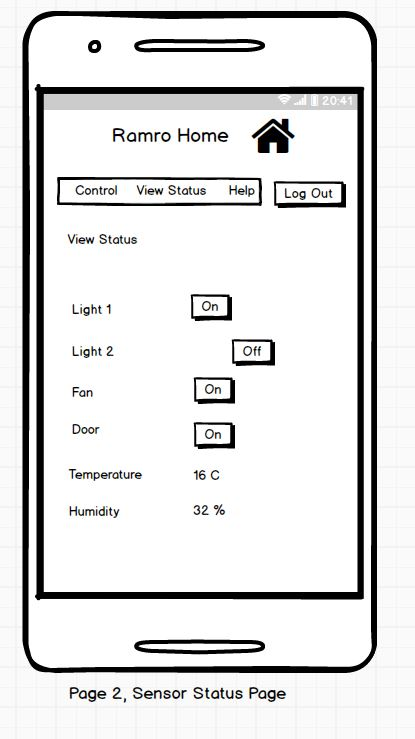 20:41
Ramro Home
Control View Status Help Log Out
View Status
Light 1 On
Light 2 Off
Fan On
Door On
Temperature 16 C
Humidity 32 %
Page 2, Sensor Status Page